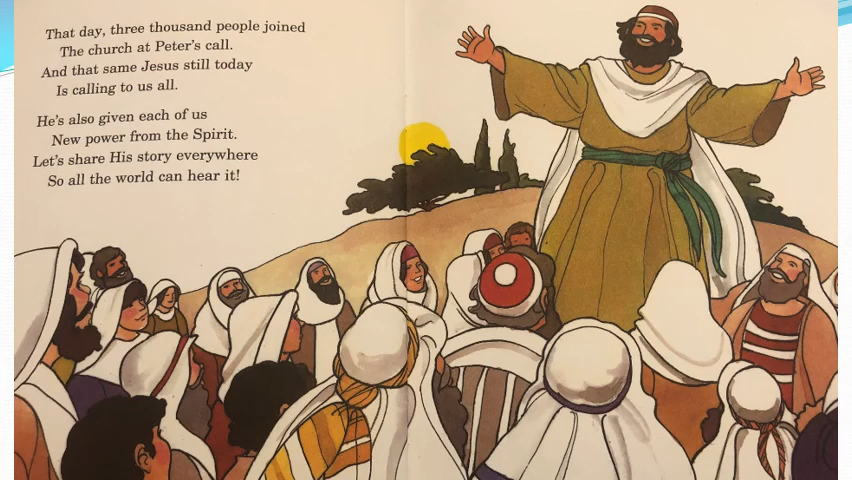 That day, three thousand people joined
The church at Peter's call.
And that same Jesus still today
Is calling to us all.
He's also given each of us
New power from the Spirit.
Let's share His story everywhere
So all the world can hear it!